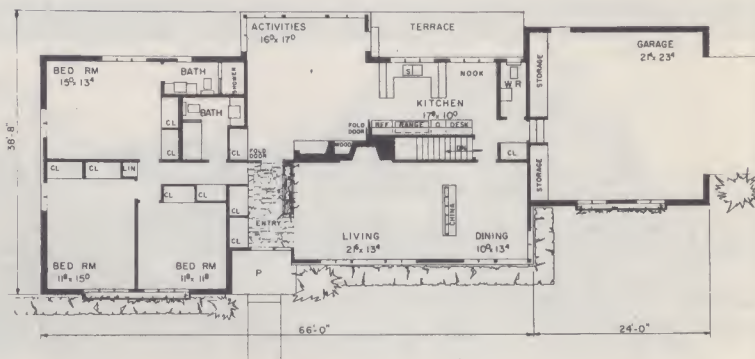 ACTIVITIES
16⁰ x 17⁰
TERRACE
GARAGE
21⁴ x 23⁴
BED RM
15⁰ x 13⁴
BATH
SHOWER
S
NOOK
STORAGE
W R
BATH
KITCHEN
17⁸ x 10⁰
CL
FOLD
DOOR
REF
RANGE
O
DESK
WOOD
CL
FOLD
DOOR
DN
CL
STORAGE
38'-8"
CL
CL
LIN
CL
CL
CL
CL
ENTRY
CHINA
LIVING
21⁴ x 13⁴
DINING
10⁰ x 13⁴
BED RM
11⁸ x 15⁰
BED RM
11⁸ x 11⁸
P
66'-0"
24'-0"